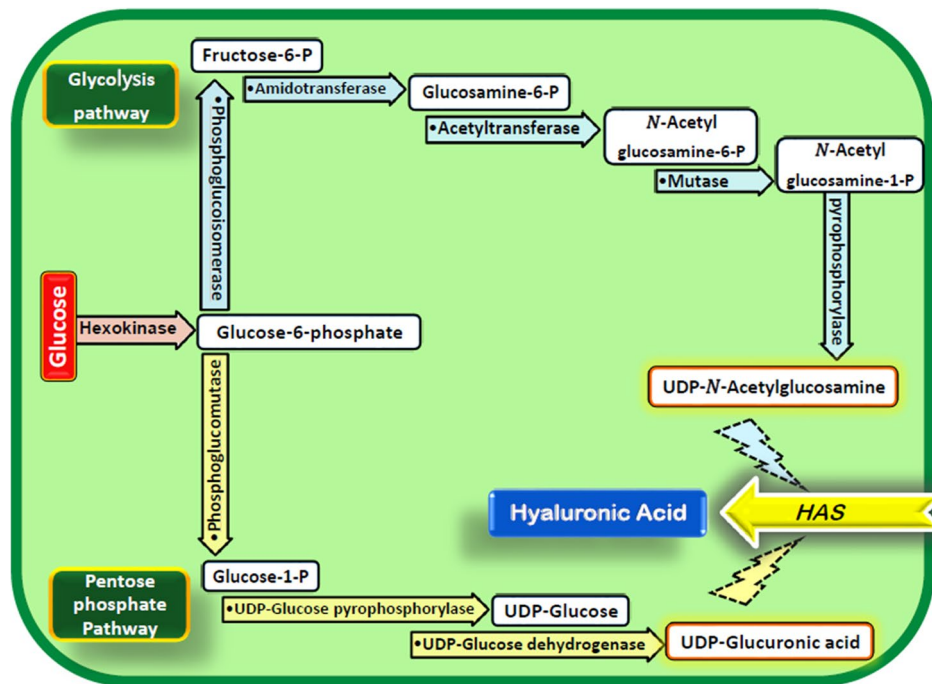 Fructose-6-P
Glycolysis
pathway
•Amidotransferase
Glucosamine-6-P
•Phosphoglucoisomerase
•Acetyltransferase
N-Acetyl
glucosamine-6-P
N-Acetyl
glucosamine-1-P
•Mutase
pyrophosphorylase
Glucose
Hexokinase
Glucose-6-phosphate
UDP-N-Acetylglucosamine
•Phosphoglucomutase
Hyaluronic Acid
HAS
Pentose
phosphate
Pathway
Glucose-1-P
•UDP-Glucose pyrophosphorylase
UDP-Glucose
•UDP-Glucose dehydrogenase
UDP-Glucuronic acid